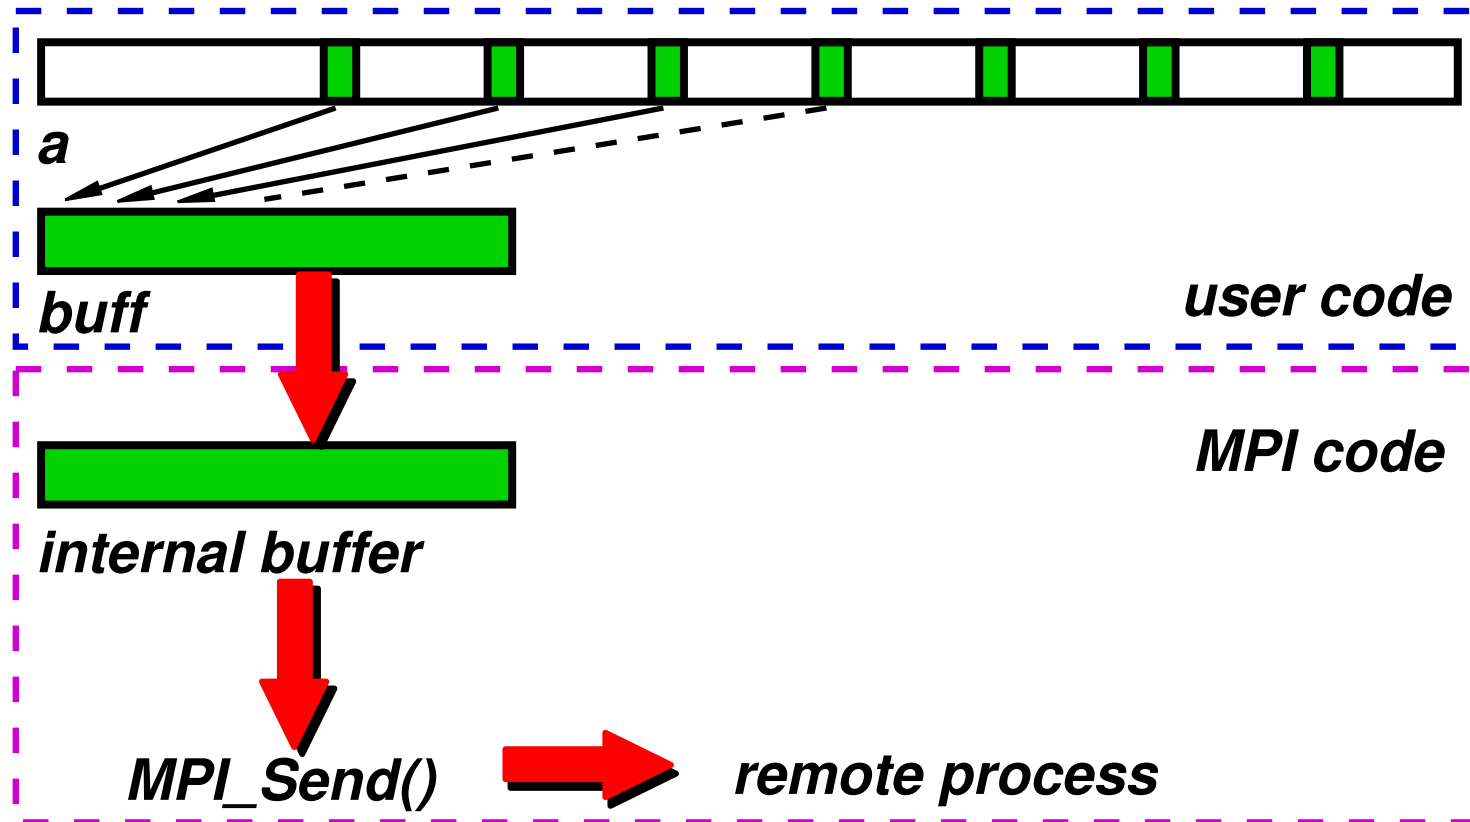 a
buff
user code
MPI code
internal buffer
MPI_Send()
remote process